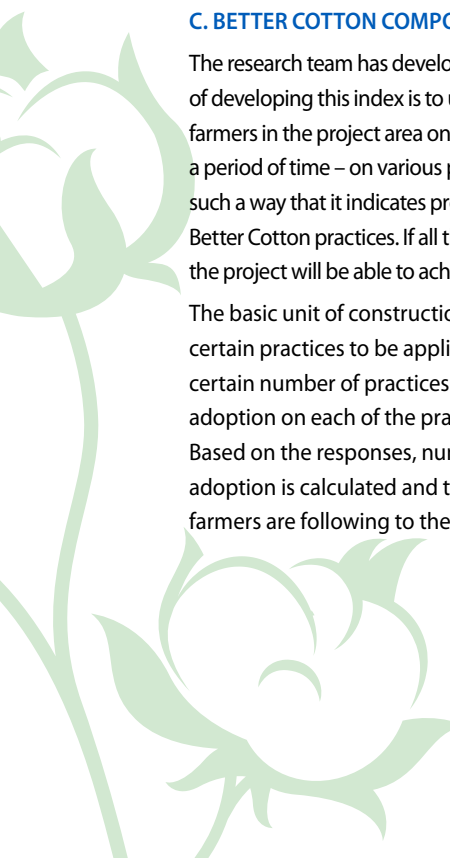 C. BETTER COTTON COMPO
The research team has develo
of developing this index is to
farmers in the project area on
a period of time – on various
such a way that it indicates pr
Better Cotton practices. If all t
the project will be able to ach
The basic unit of constructio
certain practices to be appli
certain number of practices
adoption on each of the pra
Based on the responses, nu
adoption is calculated and t
farmers are following to the